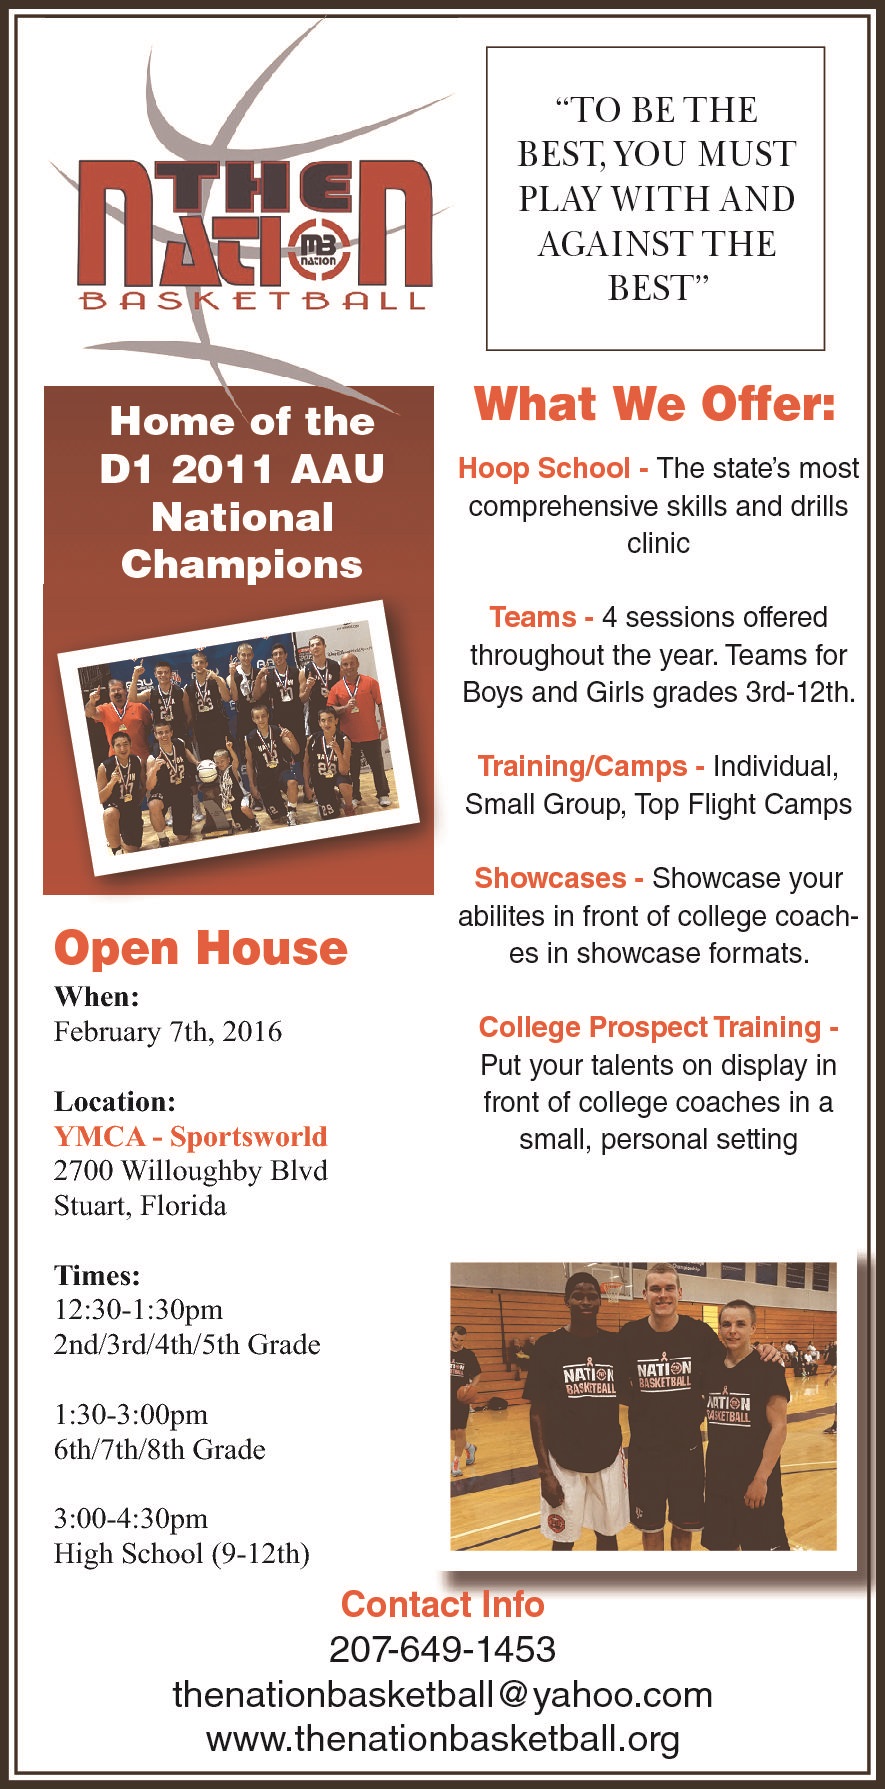 THE
NATION
MB
NATION
BASKETBALL
“TO BE THE
BEST, YOU MUST
PLAY WITH AND
AGAINST THE
BEST”
Home of the
D1 2011 AAU
National
Champions
What We Offer:
Hoop School - The state’s most
comprehensive skills and drills
clinic
Teams - 4 sessions offered
throughout the year. Teams for
Boys and Girls grades 3rd-12th.
Training/Camps - Individual,
Small Group, Top Flight Camps
Showcases - Showcase your
abilites in front of college coach-
es in showcase formats.
College Prospect Training -
Put your talents on display in
front of college coaches in a
small, personal setting
Open House
When:
February 7th, 2016
Location:
YMCA - Sportsworld
2700 Willoughby Blvd
Stuart, Florida
Times:
12:30-1:30pm
2nd/3rd/4th/5th Grade
1:30-3:00pm
6th/7th/8th Grade
3:00-4:30pm
High School (9-12th)
NATION
BASKETBALL
NATION
BASKETBALL
NATION
BASKETBALL
Contact Info
207-649-1453
thenationbasketball@yahoo.com
www.thenationbasketball.org